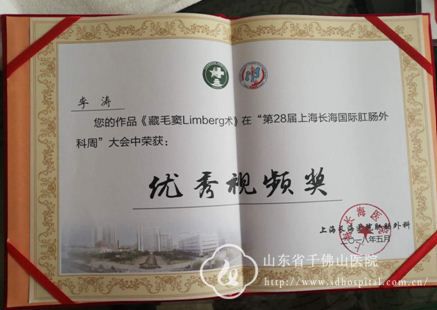 牟涛
您的作品《藏毛窦Limberg术》在“第28届上海长海国际肛肠外
科周”大会中荣获：
优秀视频奖
上海长海医院肛肠外科
二〇一八年五月
山东省千佛山医院
www.sdhospital.com.cn